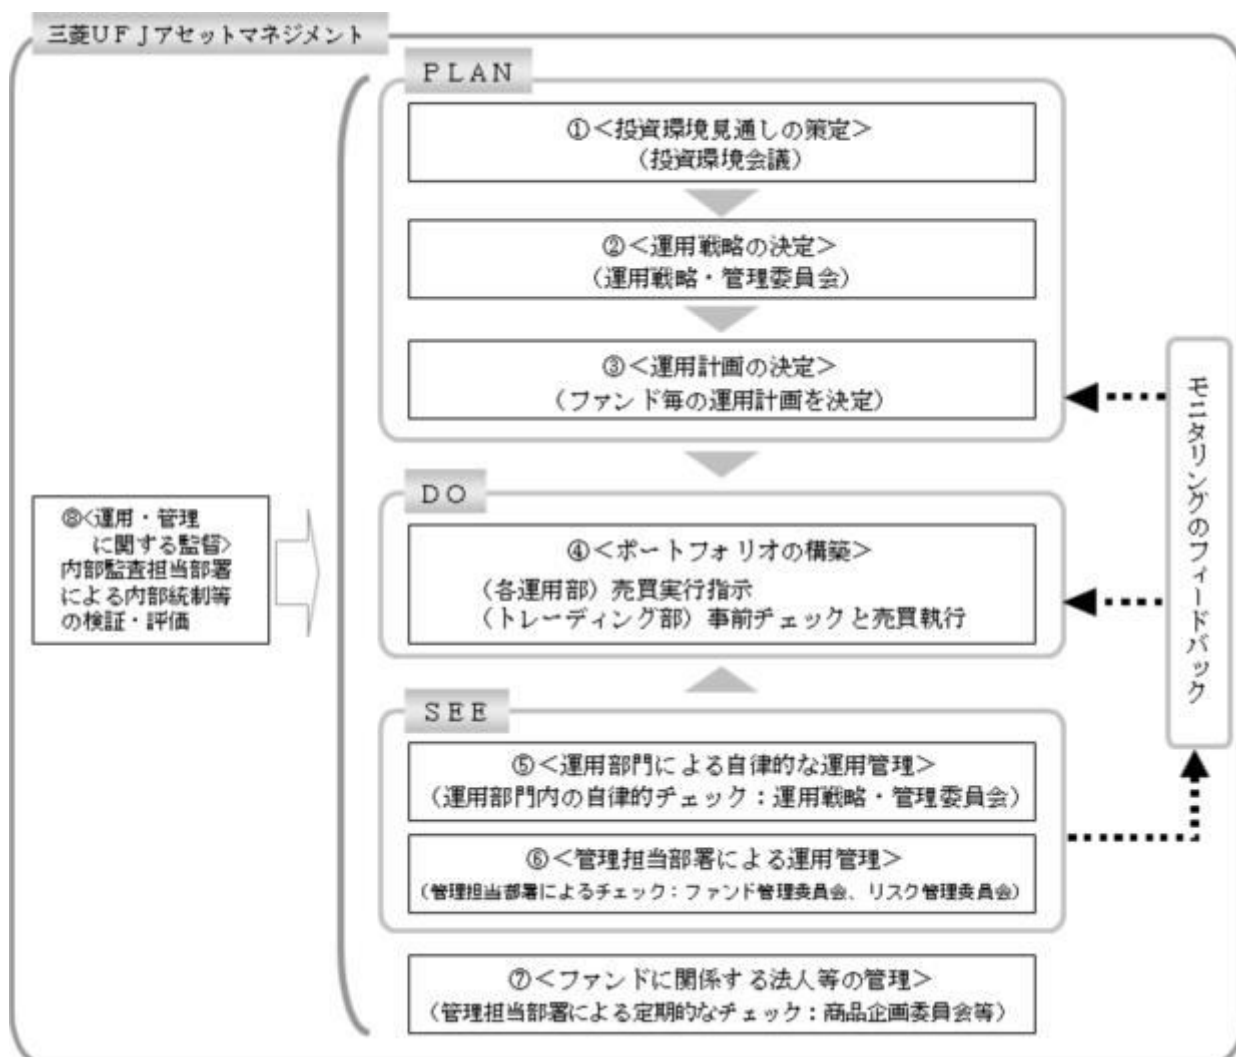 三菱UFJアセットマネジメント
PLAN
①<投資環境見通しの策定>
(投資環境会議)
②<運用戦略の決定>
(運用戦略・管理委員会)
③<運用計画の決定>
(ファンド毎の運用計画を決定)
DO
④<ポートフォリオの構築>
(各運用部)売買実行指示
(トレーディング部)事前チェックと売買執行
SEE
⑤<運用部門による自律的な運用管理>
(運用部門内の自律的チェック:運用戦略・管理委員会)
⑥<管理担当部署による運用管理>
(管理担当部署によるチェック:ファンド管理委員会、リスク管理委員会)
⑦<ファンドに関係する法人等の管理>
(管理担当部署による定期的なチェック:商品企画委員会等)
⑧<運用・管理
に関する監督>
内部監査担当部署
による内部統制等
の検証・評価
モニタリングのフィードバック